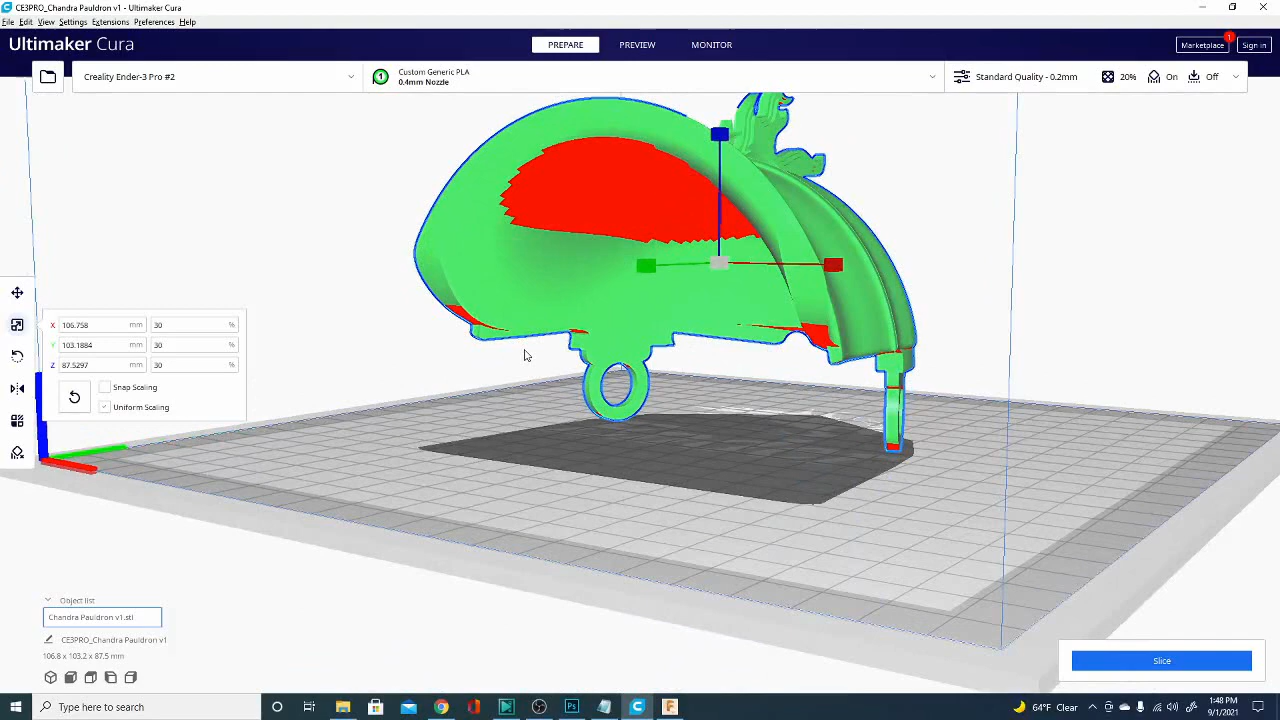 CE3PRO_Chandra Pauldron v1 - Ultimaker Cura
File Edit View Settings Extensions Preferences Help
Ultimaker Cura
PREPARE PREVIEW MONITOR
Marketplace 1 Sign in
Creality Ender-3 Pro #2
1 Custom Generic PLA
0.4mm Nozzle
Standard Quality - 0.2mm 20% On Off
X 106.758 mm 30 %
Y 103.1884 mm 30 %
Z 87.5297 mm 30 %
Snap Scaling
Uniform Scaling
Object list
Chandra Pauldron v1.stl
CE3PRO_Chandra Pauldron v1
106.8 x 103.2 x 87.5 mm
Slice
Type here to search
64°F Clear
1:48 PM
9/1/2021